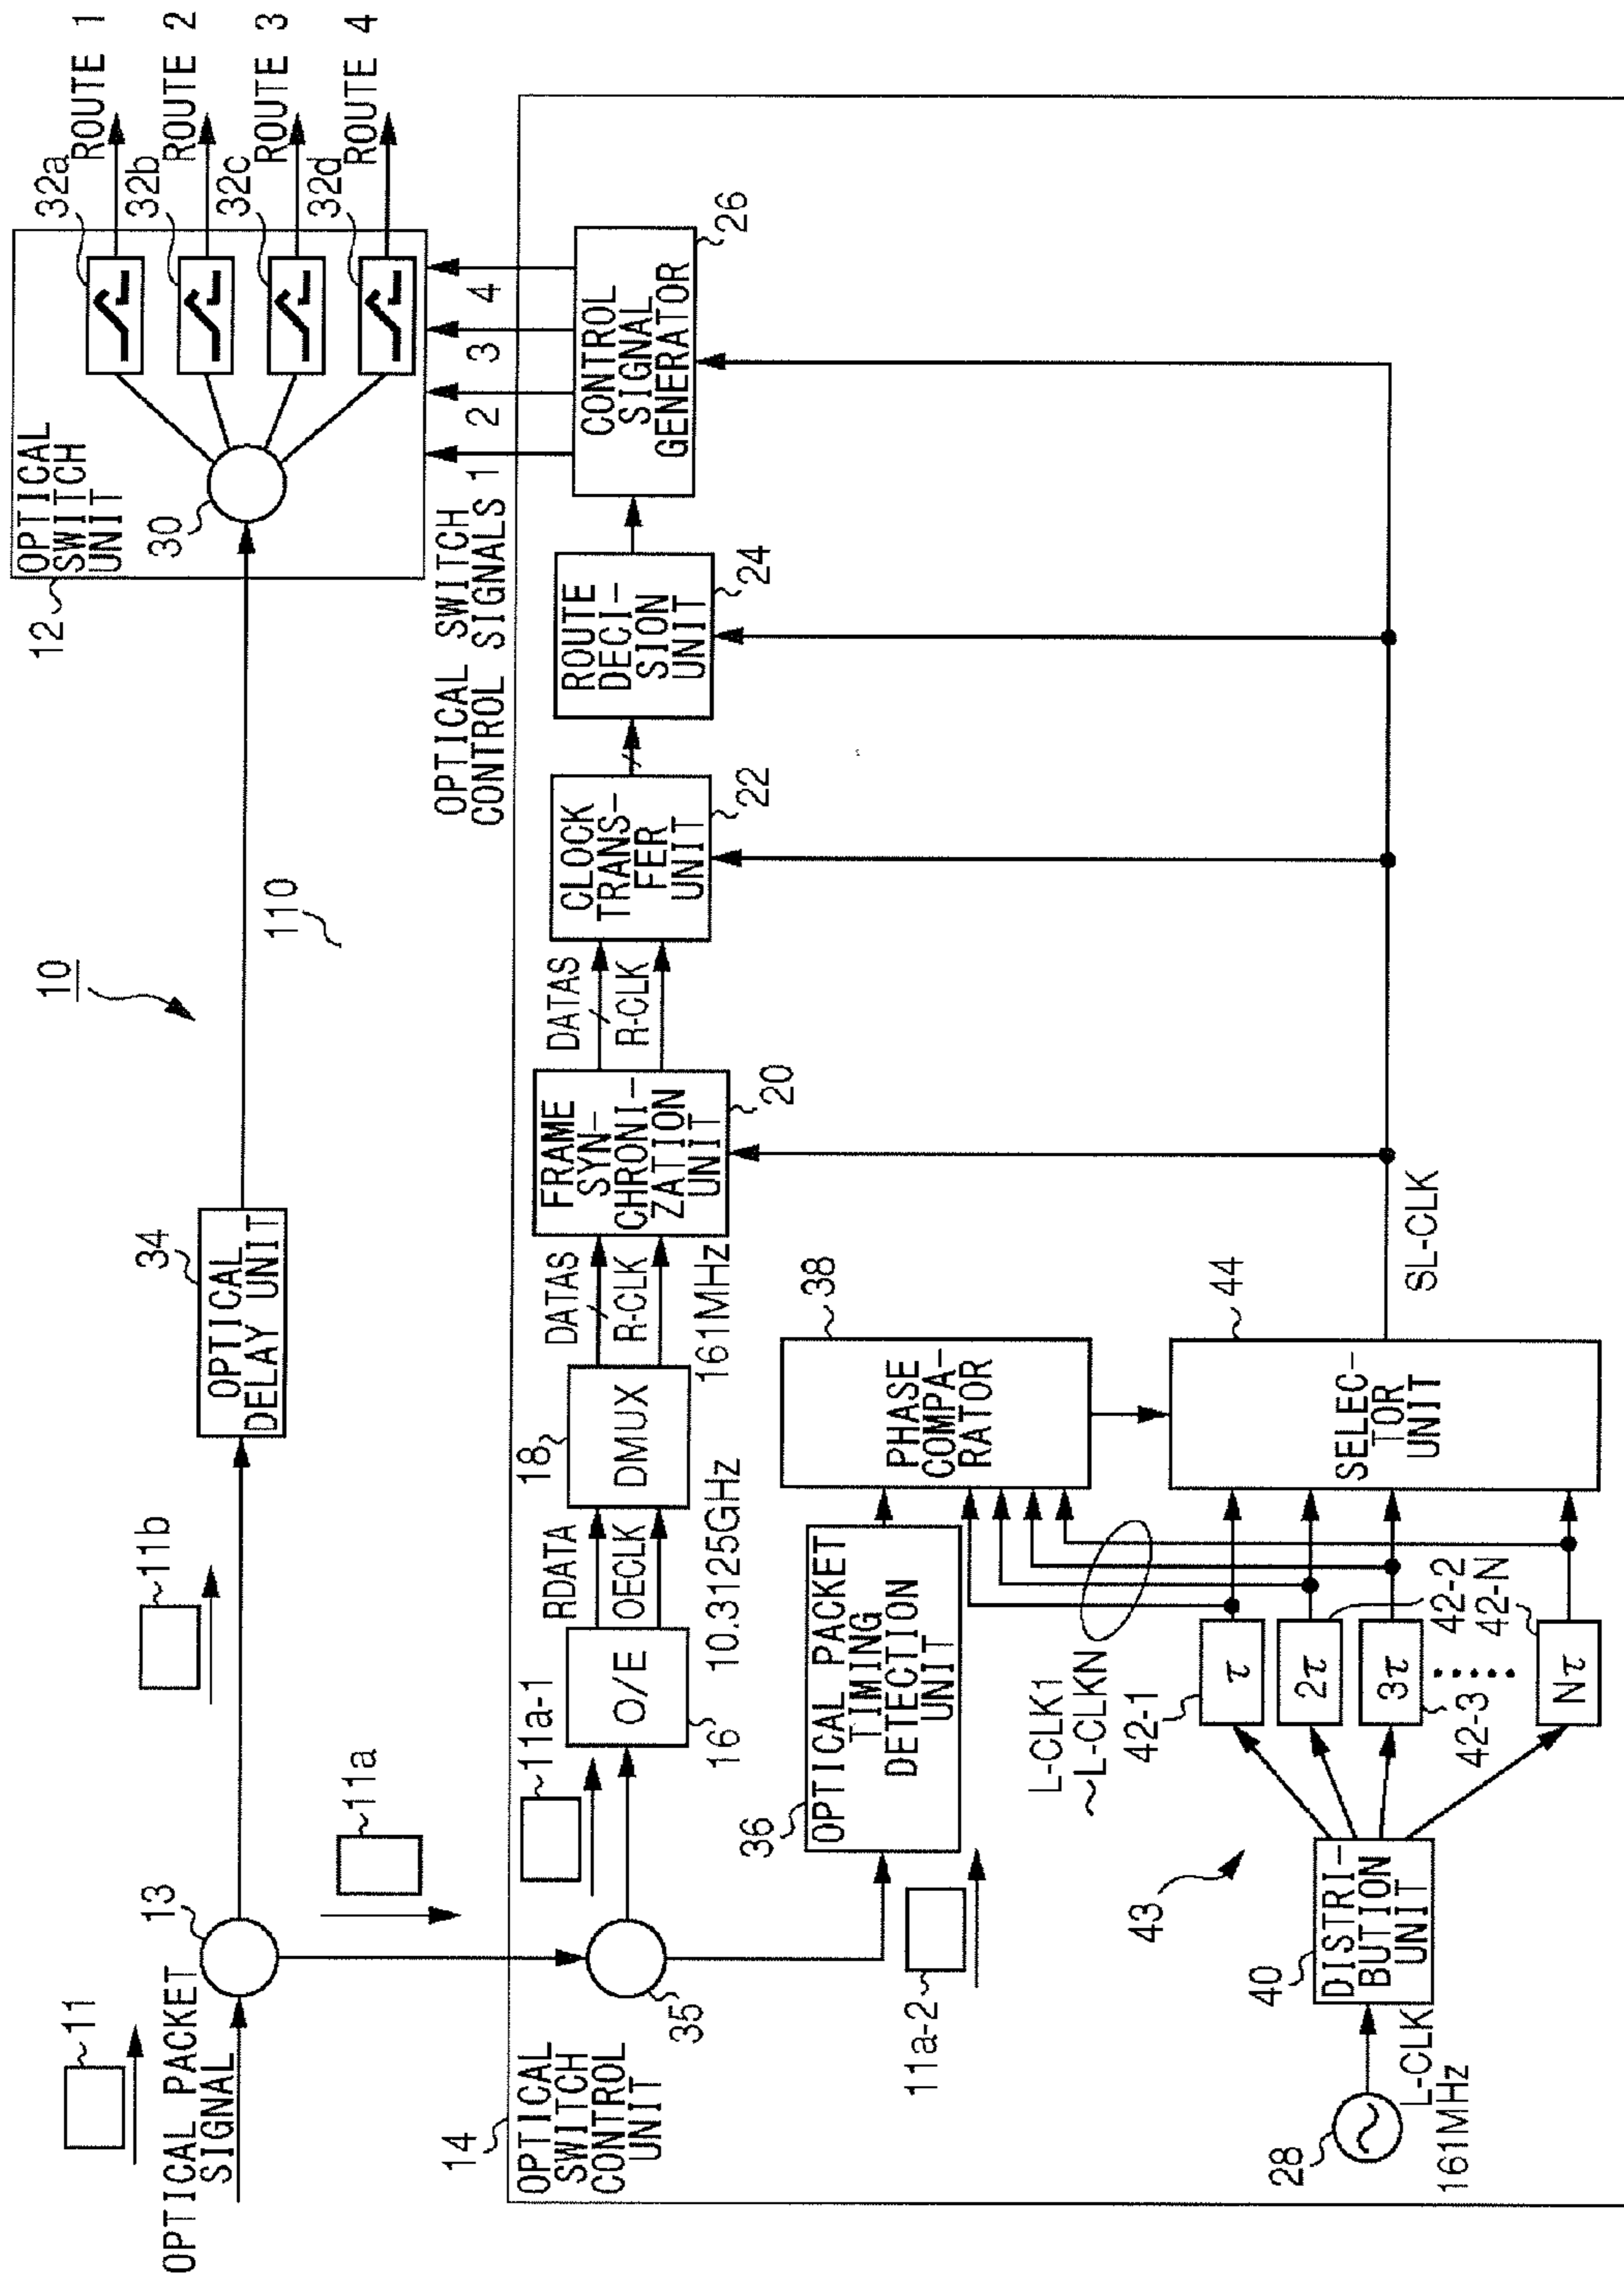 10
11
OPTICAL PACKET
SIGNAL
13
11b
34
OPTICAL
DELAY UNIT
110
12
OPTICAL
SWITCH
UNIT
30
32a
32b
32c
32d
ROUTE 1
ROUTE 2
ROUTE 3
ROUTE 4
11a
OPTICAL SWITCH
CONTROL SIGNALS 1
2
3
4
14
OPTICAL
SWITCH
CONTROL
UNIT
35
11a-1
O/E
16
RDATA
OECLK
10.3125GHz
18
DMUX
DATAS
R-CLK
161MHz
FRAME
SYN-
CHRONI-
ZATION
UNIT
20
DATAS
R-CLK
CLOCK
TRANS-
FER
UNIT
22
ROUTE
DECI-
SION
UNIT
24
CONTROL
SIGNAL
GENERATOR
26
11a-2
36
OPTICAL PACKET
TIMING
DETECTION
UNIT
38
PHASE
COMPA-
RATOR
L-CLK1
~L-CLKN
43
28
L-CLK
161MHz
40
DISTRI-
BUTION
UNIT
42-1
τ
2τ
42-2
3τ
42-3
Nτ
42-N
44
SELEC-
TOR
UNIT
SL-CLK